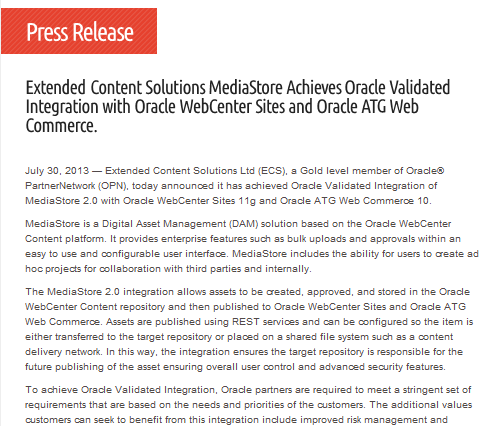 Press Release
Extended Content Solutions MediaStore Achieves Oracle Validated
Integration with Oracle WebCenter Sites and Oracle ATG Web
Commerce.
July 30, 2013 — Extended Content Solutions Ltd (ECS), a Gold level member of Oracle®
PartnerNetwork (OPN), today announced it has achieved Oracle Validated Integration of
MediaStore 2.0 with Oracle WebCenter Sites 11g and Oracle ATG Web Commerce 10.
MediaStore is a Digital Asset Management (DAM) solution based on the Oracle WebCenter
Content platform. It provides enterprise features such as bulk uploads and approvals within an
easy to use and configurable user interface. MediaStore includes the ability for users to create ad
hoc projects for collaboration with third parties and internally.
The MediaStore 2.0 integration allows assets to be created, approved, and stored in the Oracle
WebCenter Content repository and then published to Oracle WebCenter Sites and Oracle ATG
Web Commerce. Assets are published using REST services and can be configured so the item is
either transferred to the target repository or placed on a shared file system such as a content
delivery network. In this way, the integration ensures the target repository is responsible for the
future publishing of the asset ensuring overall user control and advanced security features.
To achieve Oracle Validated Integration, Oracle partners are required to meet a stringent set of
requirements that are based on the needs and priorities of the customers. The additional values
customers can seek to benefit from this integration include improved risk management and